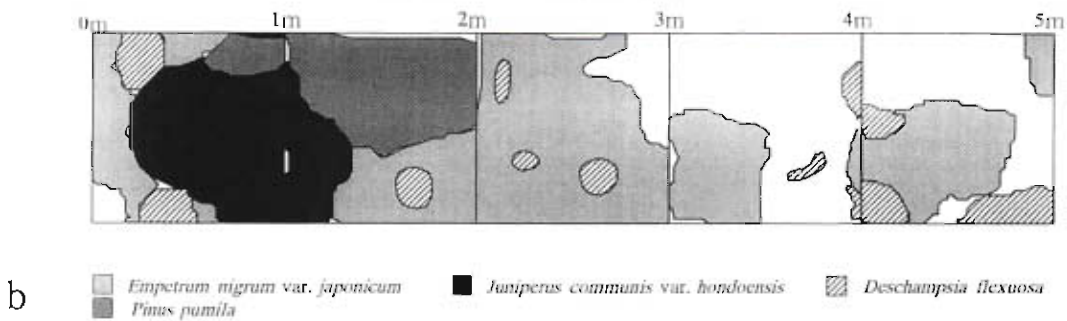 0m 1m 2m 3m 4m 5m
b
Empetrum nigrum var. japonicum Juniperus communis var. hondoensis Deschampsia flexuosa
Pinus pumila